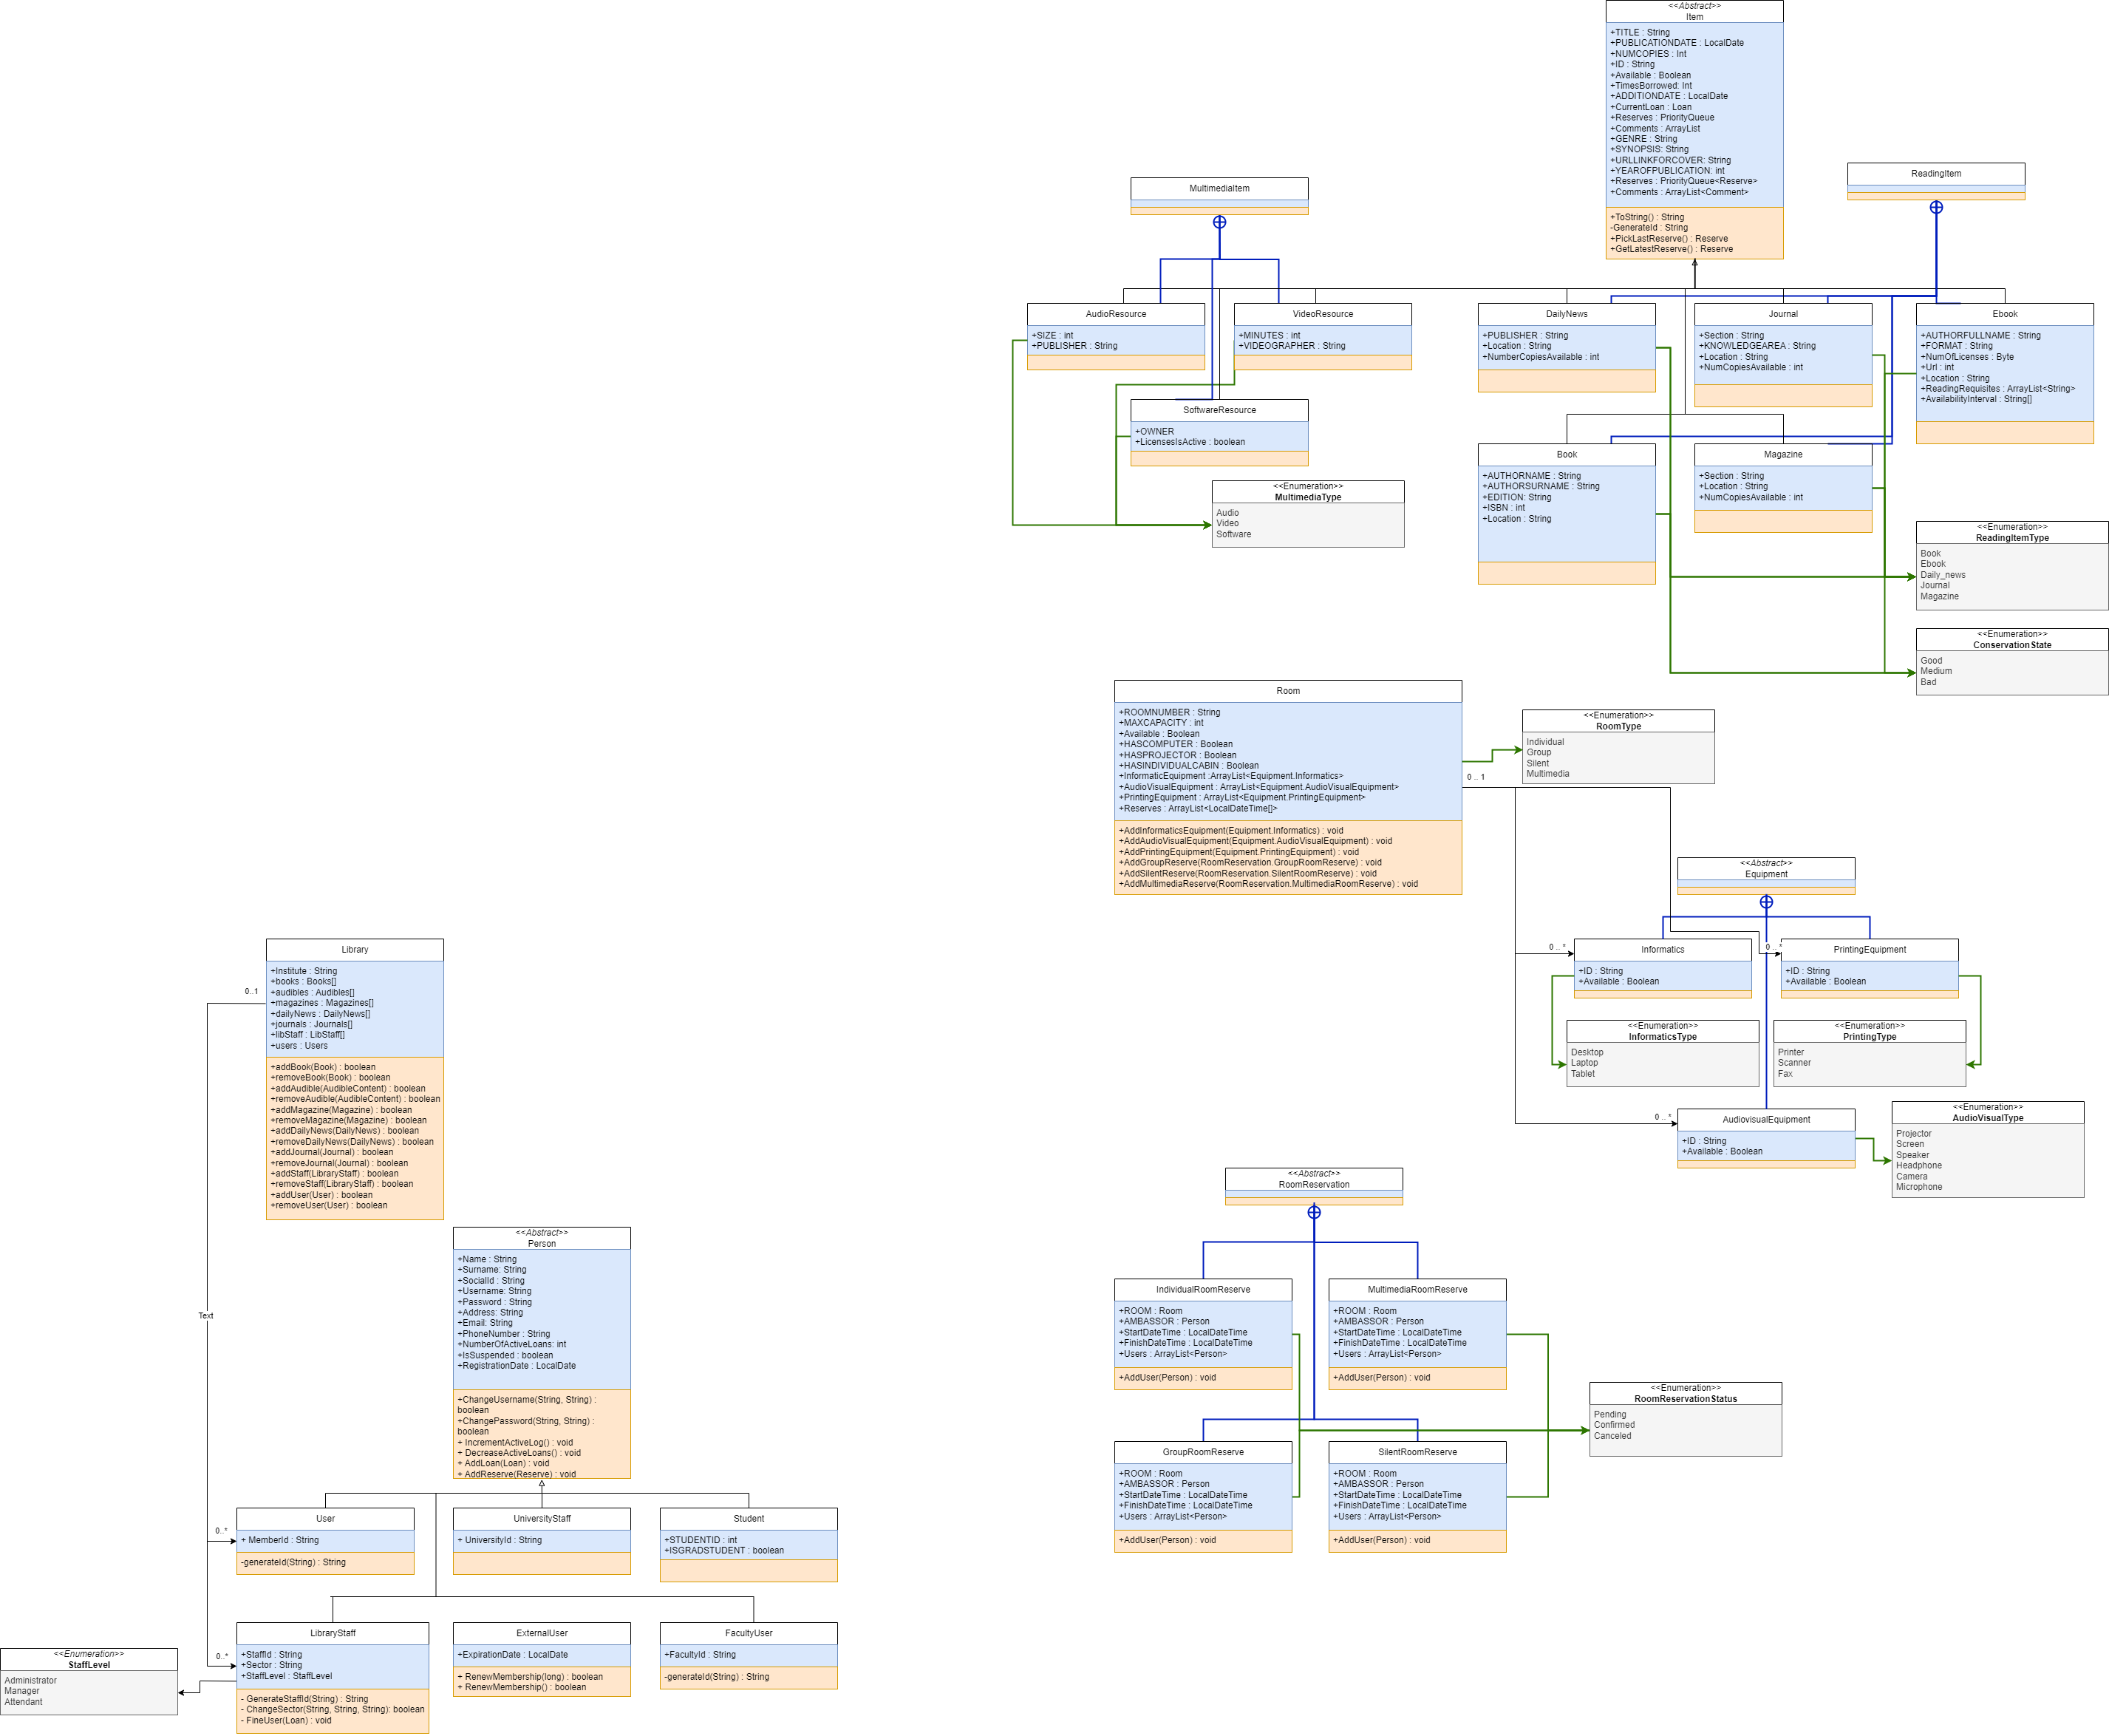 <<Abstract>>
Item
+TITLE : String
+PUBLICATIONDATE : LocalDate
+NUMCOPIES : Int
+ID : String
+Available : Boolean
+TimesBorrowed: Int
+ADDITIONDATE : LocalDate
+CurrentLoan : Loan
+Reserves : PriorityQueue
+Comments : ArrayList
+GENRE : String
+SYNOPSIS: String
+URLLINKFORCOVER: String
+YEAROFPUBLICATION: int
+Reserves : PriorityQueue<Reserve>
+Comments : ArrayList<Comment>
+ToString() : String
-GenerateId : String
+PickLastReserve() : Reserve
+GetLatestReserve() : Reserve
MultimediaItem
ReadingItem
AudioResource
+SIZE : int
+PUBLISHER : String
VideoResource
+MINUTES : int
+VIDEOGRAPHER : String
DailyNews
+PUBLISHER : String
+Location : String
+NumberCopiesAvailable : int
Journal
+Section : String
+KNOWLEDGEAREA : String
+Location : String
+NumCopiesAvailable : int
Ebook
+AUTHORFULLNAME : String
+FORMAT : String
+NumOfLicenses : Byte
+Url : int
+Location : String
+ReadingRequisites : ArrayList<String>
+AvailabilityInterval : String[]
SoftwareResource
+OWNER
+LicensesIsActive : boolean
Book
+AUTHORNAME : String
+AUTHORSURNAME : String
+EDITION: String
+ISBN : int
+Location : String
Magazine
+Section : String
+Location : String
+NumCopiesAvailable : int
<<Enumeration>>
MultimediaType
Audio
Video
Software
<<Enumeration>>
ReadingItemType
Book
Ebook
Daily_news
Journal
Magazine
<<Enumeration>>
ConservationState
Good
Medium
Bad
Room
+ROOMNUMBER : String
+MAXCAPACITY : int
+Available : Boolean
+HASCOMPUTER : Boolean
+HASPROJECTOR : Boolean
+HASINDIVIDUALCABIN : Boolean
+InformaticEquipment :ArrayList<Equipment.Informatics>
+AudioVisualEquipment : ArrayList<Equipment.AudioVisualEquipment>
+PrintingEquipment : ArrayList<Equipment.PrintingEquipment>
+Reserves : ArrayList<LocalDateTime[]>
+AddInformaticsEquipment(Equipment.Informatics) : void
+AddAudioVisualEquipment(Equipment.AudioVisualEquipment) : void
+AddPrintingEquipment(Equipment.PrintingEquipment) : void
+AddGroupReserve(RoomReservation.GroupRoomReserve) : void
+AddSilentReserve(RoomReservation.SilentRoomReserve) : void
+AddMultimediaReserve(RoomReservation.MultimediaRoomReserve) : void
<<Enumeration>>
RoomType
Individual
Group
Silent
Multimedia
0 .. 1
<<Abstract>>
Equipment
0 .. *
Informatics
+ID : String
+Available : Boolean
0 .. *
PrintingEquipment
+ID : String
+Available : Boolean
<<Enumeration>>
InformaticsType
Desktop
Laptop
Tablet
<<Enumeration>>
PrintingType
Printer
Scanner
Fax
0 .. *
AudiovisualEquipment
+ID : String
+Available : Boolean
<<Enumeration>>
AudioVisualType
Projector
Screen
Speaker
Headphone
Camera
Microphone
Library
+Institute : String
+books : Books[]
+audibles : Audibles[]
+magazines : Magazines[]
+dailyNews : DailyNews[]
+journals : Journals[]
+libStaff : LibStaff[]
+users : Users
+addBook(Book) : boolean
+removeBook(Book) : boolean
+addAudible(AudibleContent) : boolean
+removeAudible(AudibleContent) : boolean
+addMagazine(Magazine) : boolean
+removeMagazine(Magazine) : boolean
+addDailyNews(DailyNews) : boolean
+removeDailyNews(DailyNews) : boolean
+addJournal(Journal) : boolean
+removeJournal(Journal) : boolean
+addStaff(LibraryStaff) : boolean
+removeStaff(LibraryStaff) : boolean
+addUser(User) : boolean
+removeUser(User) : boolean
0..1
Text
<<Abstract>>
Person
+Name : String
+Surname: String
+SocialId : String
+Username: String
+Password : String
+Address: String
+Email: String
+PhoneNumber : String
+NumberOfActiveLoans: int
+IsSuspended : boolean
+RegistrationDate : LocalDate
+ChangeUsername(String, String) :
boolean
+ChangePassword(String, String) :
boolean
+ IncrementActiveLog() : void
+ DecreaseActiveLoans() : void
+ AddLoan(Loan) : void
+ AddReserve(Reserve) : void
<<Abstract>>
RoomReservation
IndividualRoomReserve
+ROOM : Room
+AMBASSOR : Person
+StartDateTime : LocalDateTime
+FinishDateTime : LocalDateTime
+Users : ArrayList<Person>
+AddUser(Person) : void
MultimediaRoomReserve
+ROOM : Room
+AMBASSOR : Person
+StartDateTime : LocalDateTime
+FinishDateTime : LocalDateTime
+Users : ArrayList<Person>
+AddUser(Person) : void
<<Enumeration>>
RoomReservationStatus
Pending
Confirmed
Canceled
GroupRoomReserve
+ROOM : Room
+AMBASSOR : Person
+StartDateTime : LocalDateTime
+FinishDateTime : LocalDateTime
+Users : ArrayList<Person>
+AddUser(Person) : void
SilentRoomReserve
+ROOM : Room
+AMBASSOR : Person
+StartDateTime : LocalDateTime
+FinishDateTime : LocalDateTime
+Users : ArrayList<Person>
+AddUser(Person) : void
0..*
User
+ MemberId : String
-generateId(String) : String
UniversityStaff
+ UniversityId : String
Student
+STUDENTID : int
+ISGRADSTUDENT : boolean
0..*
LibraryStaff
+StaffId : String
+Sector : String
+StaffLevel : StaffLevel
- GenerateStaffId(String) : String
- ChangeSector(String, String, String): boolean
- FineUser(Loan) : void
ExternalUser
+ExpirationDate : LocalDate
+ RenewMembership(long) : boolean
+ RenewMembership() : boolean
FacultyUser
+FacultyId : String
-generateId(String) : String
<<Enumeration>>
StaffLevel
Administrator
Manager
Attendant